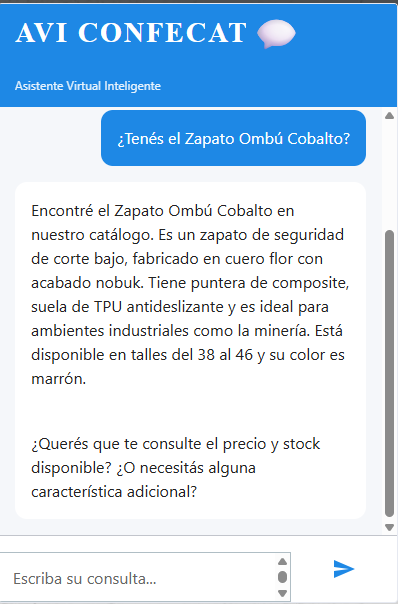 AVI CONFECAT
Asistente Virtual Inteligente
¿Tenés el Zapato Ombú Cobalto?
Encontré el Zapato Ombú Cobalto en
nuestro catálogo. Es un zapato de seguridad
de corte bajo, fabricado en cuero flor con
acabado nobuk. Tiene puntera de composite,
suela de TPU antideslizante y es ideal para
ambientes industriales como la minería. Está
disponible en talles del 38 al 46 y su color es
marrón.
¿Querés que te consulte el precio y stock
disponible? ¿O necesitás alguna
característica adicional?
Escriba su consulta...